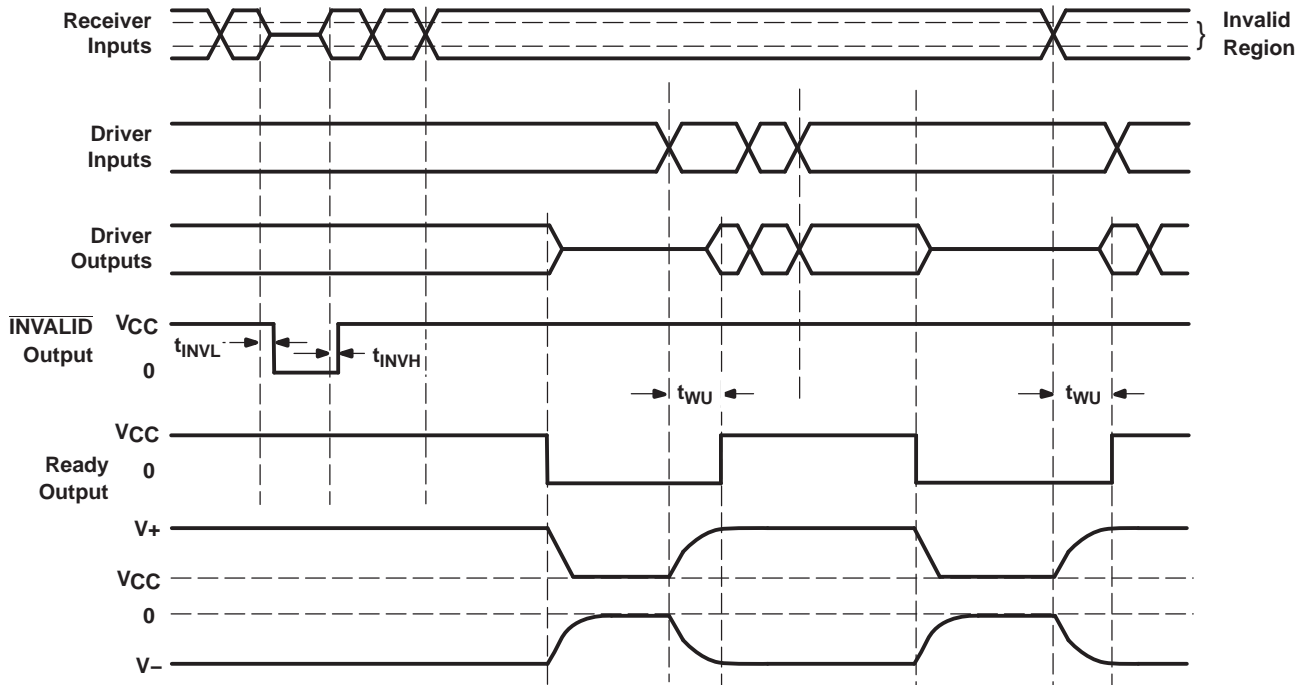 Receiver
Inputs
} Invalid
Region
Driver
Inputs
Driver
Outputs
INVALID
Output
VCC
0
tINVL
tINVH
tWU
tWU
Ready
Output
VCC
0
V+
VCC
0
V−